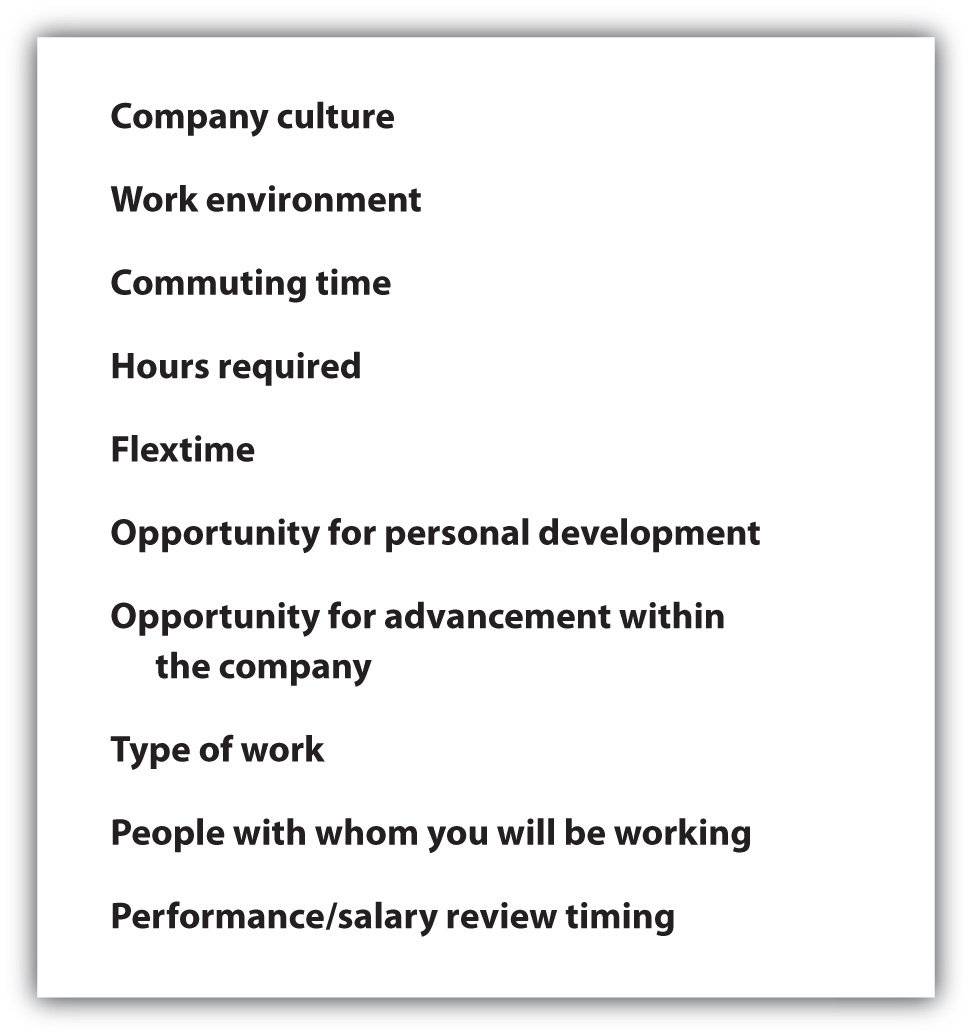 Company culture
Work environment
Commuting time
Hours required
Flextime
Opportunity for personal development
Opportunity for advancement within
the company
Type of work
People with whom you will be working
Performance/salary review timing